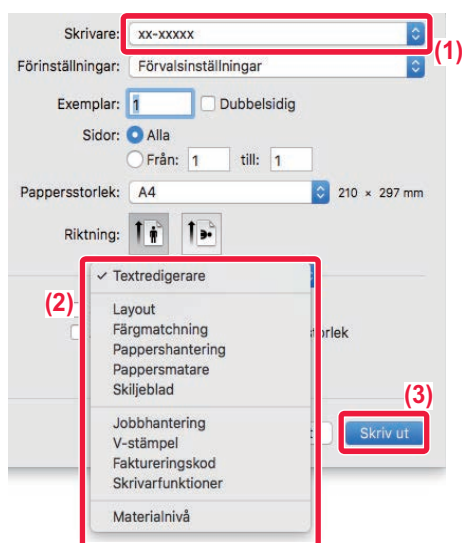 Skrivare: xx-xxxxx
(1)
Förinställningar: Förvalsinställningar
Exemplar: 1 Dubbelsidig
Sidor: Alla
Från: 1 till: 1
Pappersstorlek: A4 210 × 297 mm
Riktning:
✓ Textredigerare
(2)
Layout
Färgmatchning
Pappershantering
Pappersmatare
Skiljeblad
(3)
Jobbhantering
V-stämpel
Faktureringskod
Skrivarfunktioner
Skriv ut
Materialnivå